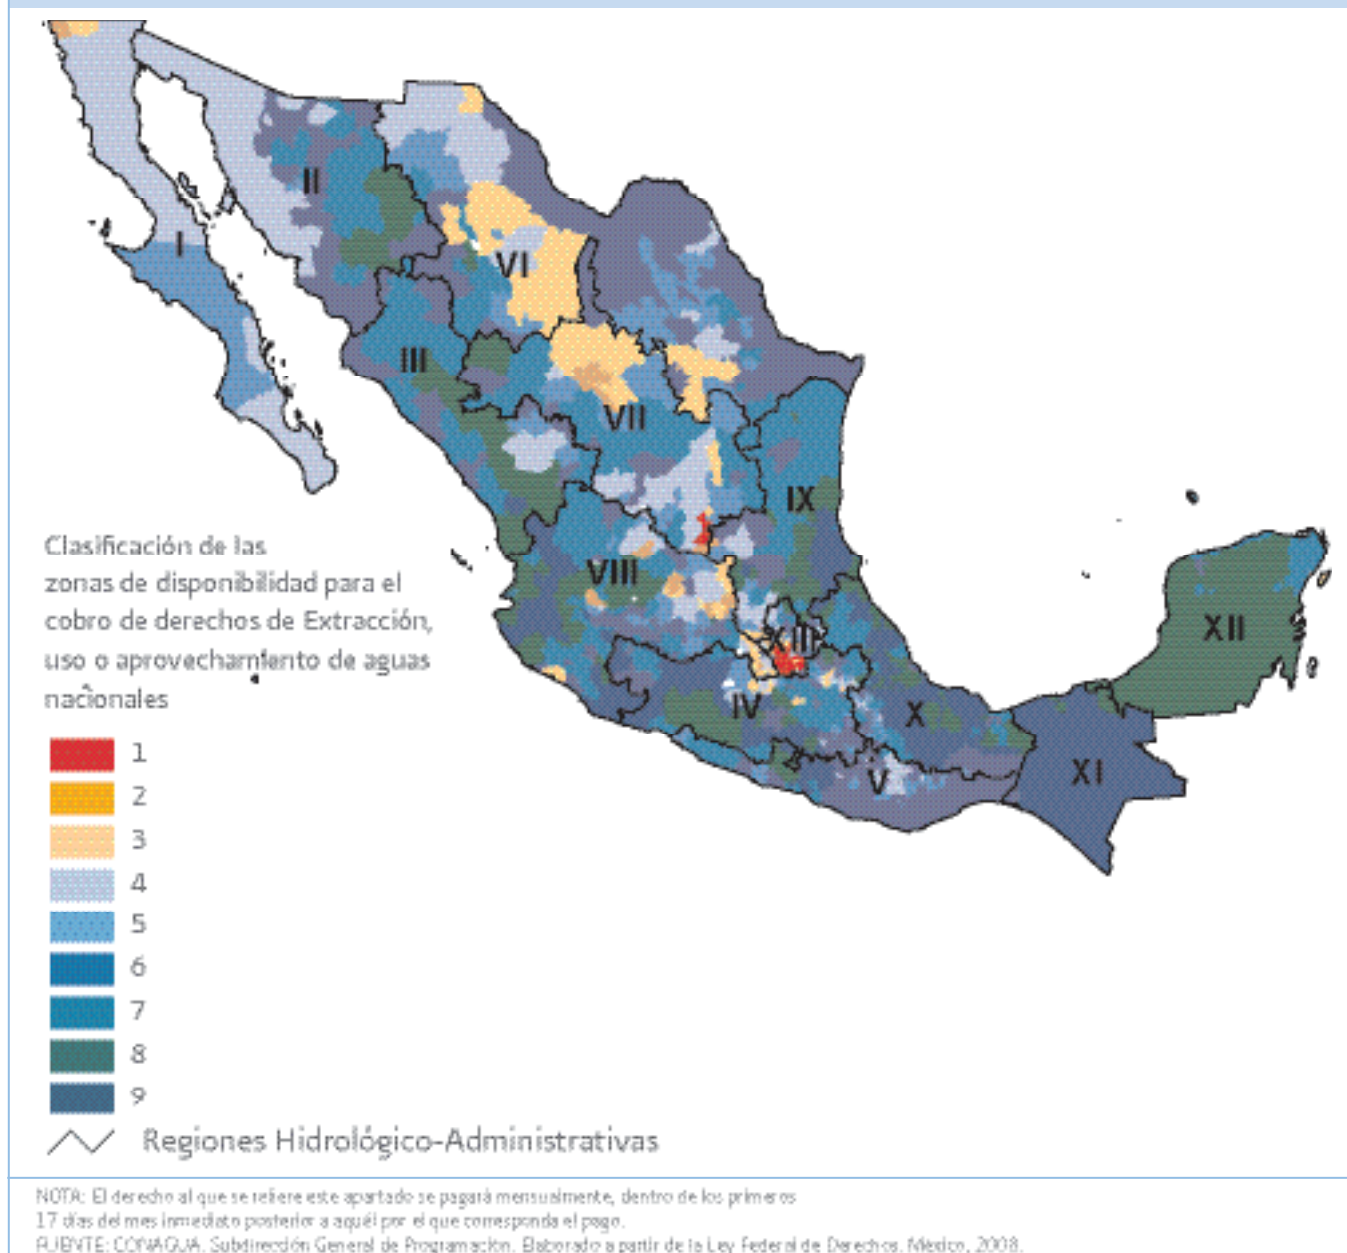 I
II
III
VI
VII
IX
VIII
XIII
IV
X
V
XI
XII
Clasificación de las
zonas de disponibilidad para el
cobro de derechos de Extracción,
uso o aprovechamiento de aguas
nacionales
1
2
3
4
5
6
7
8
9
Regiones Hidrológico-Administrativas
NOTA: El derecho al que se refiere este apartado se pagará mensualmente, dentro de los primeros
17 días del mes inmediato posterior a aquél por el que corresponda el pago.
FUENTE: CONAGUA. Subdirección General de Programación. Elaborado a partir de la Ley Federal de Derechos. México, 2008.